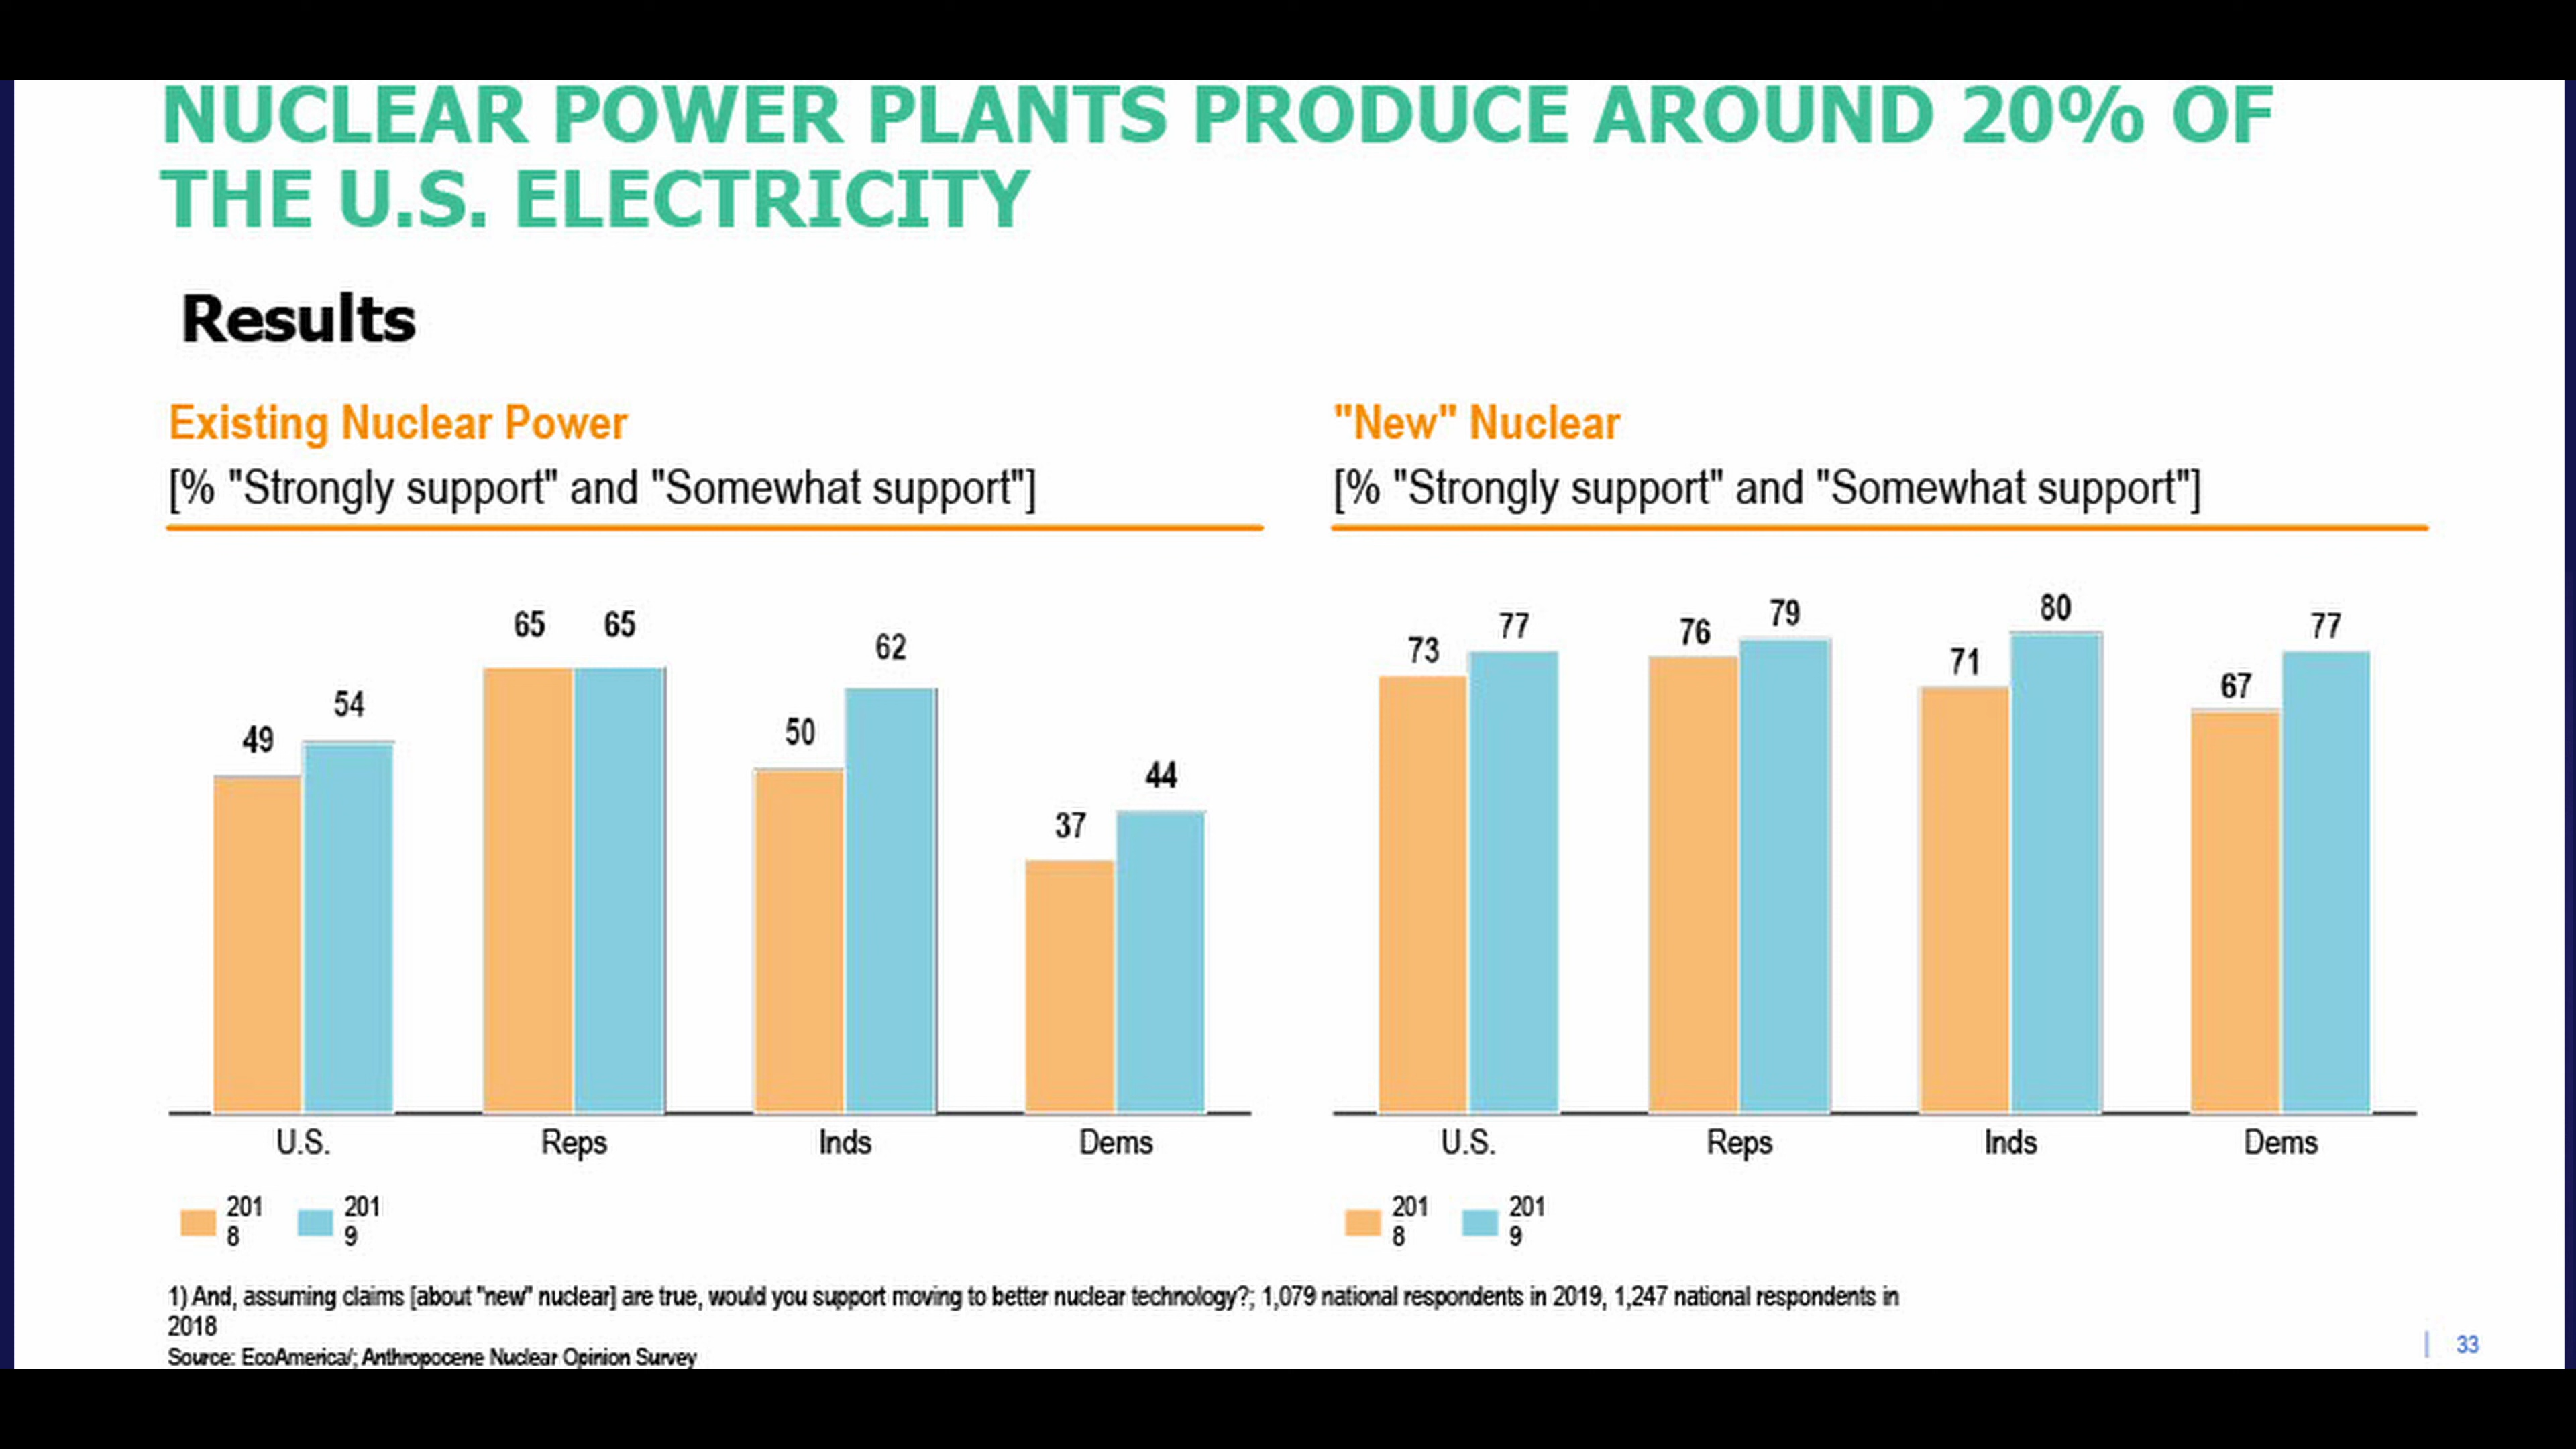 NUCLEAR POWER PLANTS PRODUCE AROUND 20% OF
THE U.S. ELECTRICITY
Results
Existing Nuclear Power
[% "Strongly support" and "Somewhat support"]
49
54
65
65
50
62
37
44
U.S.
Reps
Inds
Dems
201
8
201
9
"New" Nuclear
[% "Strongly support" and "Somewhat support"]
73
77
76
79
71
80
67
77
U.S.
Reps
Inds
Dems
201
8
201
9
1) And, assuming claims [about "new" nuclear] are true, would you support moving to better nuclear technology?; 1,079 national respondents in 2019, 1,247 national respondents in
2018
Source: EcoAmerica/; Anthropocene Nuclear Opinion Survey
33